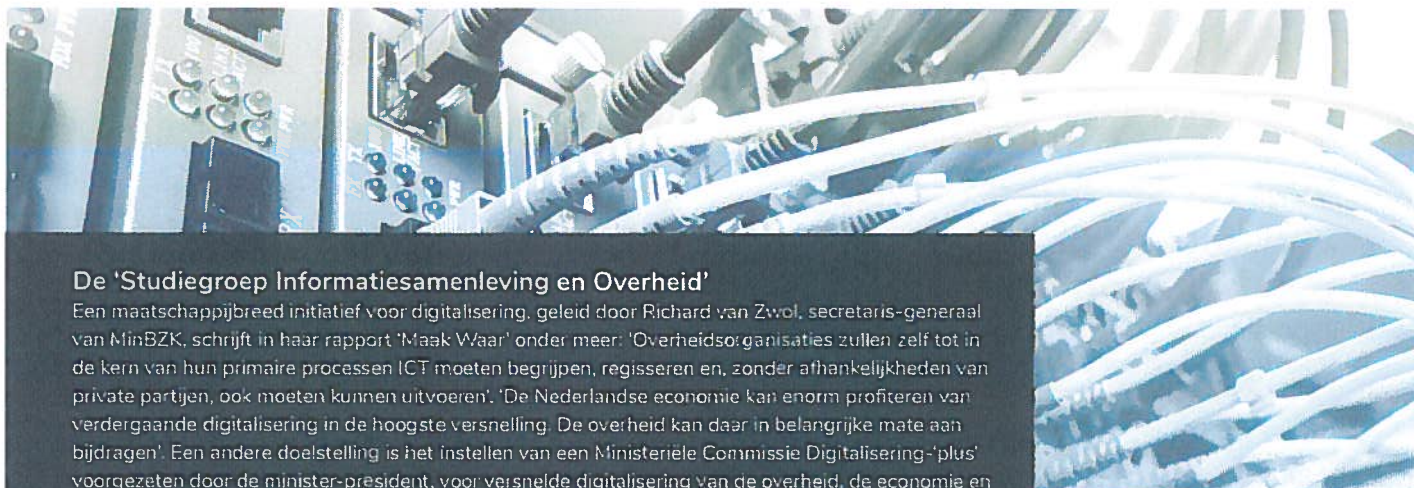 De 'Studiegroep Informatiesamenleving en Overheid'
Een maatschappijbreed initiatief voor digitalisering, geleid door Richard van Zwol, secretaris-generaal
van MinBZK, schrijft in haar rapport 'Maak Waar' onder meer: 'Overheidsorganisaties zullen zelf tot in
de kern van hun primaire processen ICT moeten begrijpen, regisseren en, zonder afhankelijkheden van
private partijen, ook moeten kunnen uitvoeren'. 'De Nederlandse economie kan enorm profiteren van
verdergaande digitalisering in de hoogste versnelling. De overheid kan daar in belangrijke mate aan
bijdragen'. Een andere doelstelling is het instellen van een Ministeriële Commissie Digitalisering-'plus'
voorgezeten door de minister-president, voor versnelde digitalisering van de overheid, de economie en